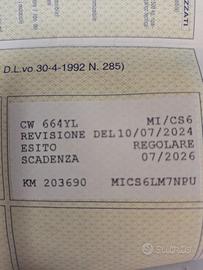 D.L.vo 30-4-1992 N. 285)
CW 664YL MI/CS6
REVISIONE DEL10/07/2024
ESITO REGOLARE
SCADENZA 07/2026
KM 203690 MICS6LM7NPU
subito